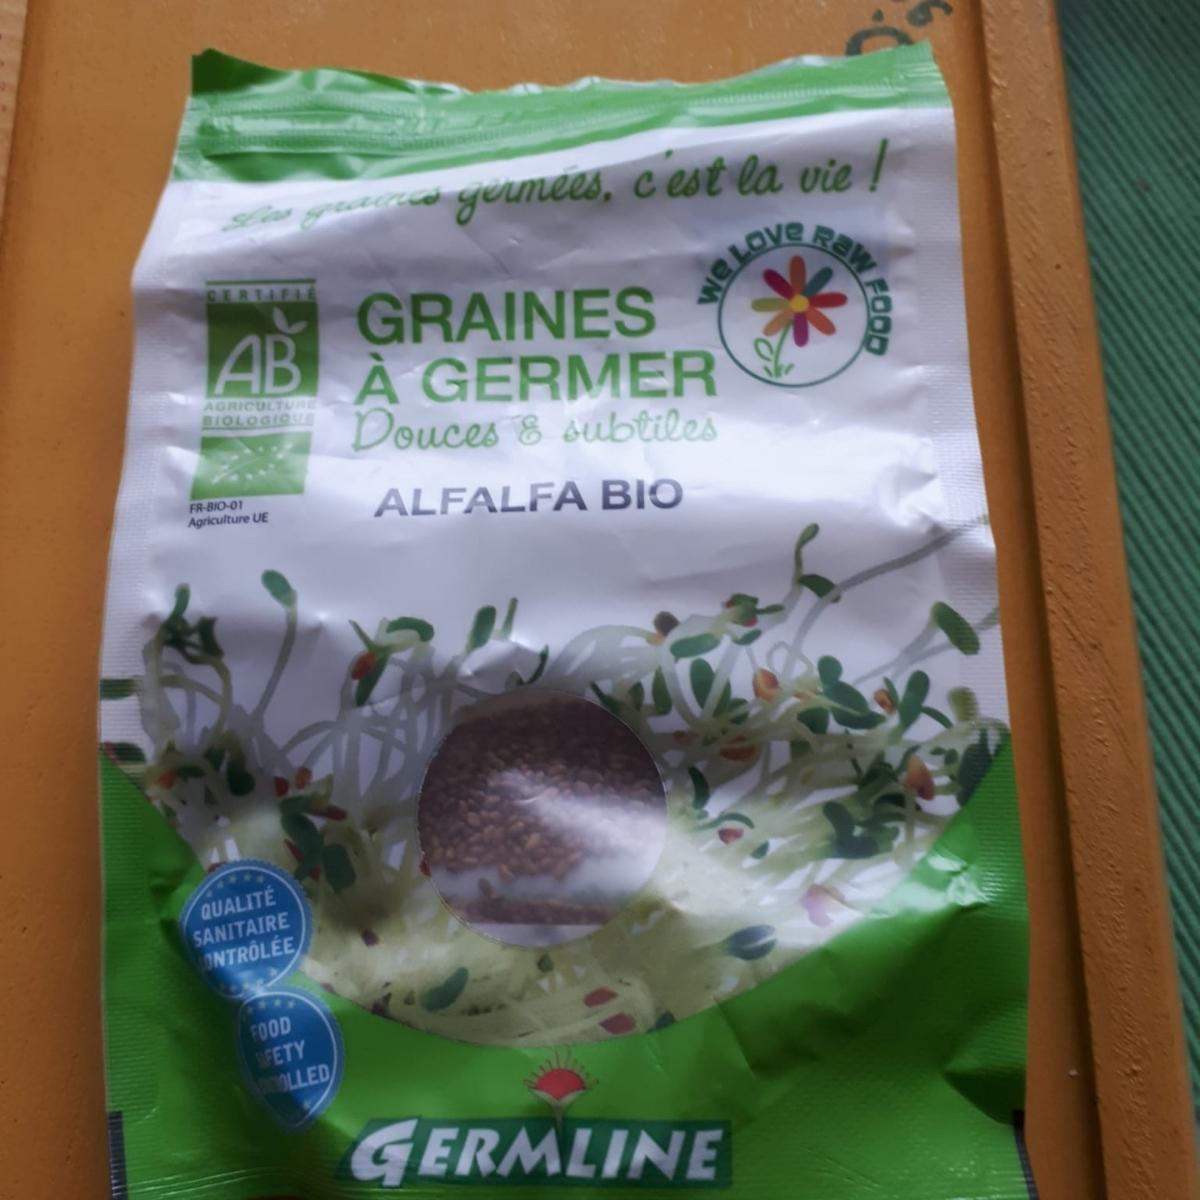 Les graines germées, c'est la vie !
WE LOVE RAW FOOD
CERTIFIÉ
AB
AGRICULTURE
BIOLOGIQUE
FR-BIO-01
Agriculture UE
GRAINES
À GERMER
Douces & subtiles
ALFALFA BIO
QUALITÉ
SANITAIRE
CONTRÔLÉE
FOOD
SAFETY
CONTROLLED
GERMLINE